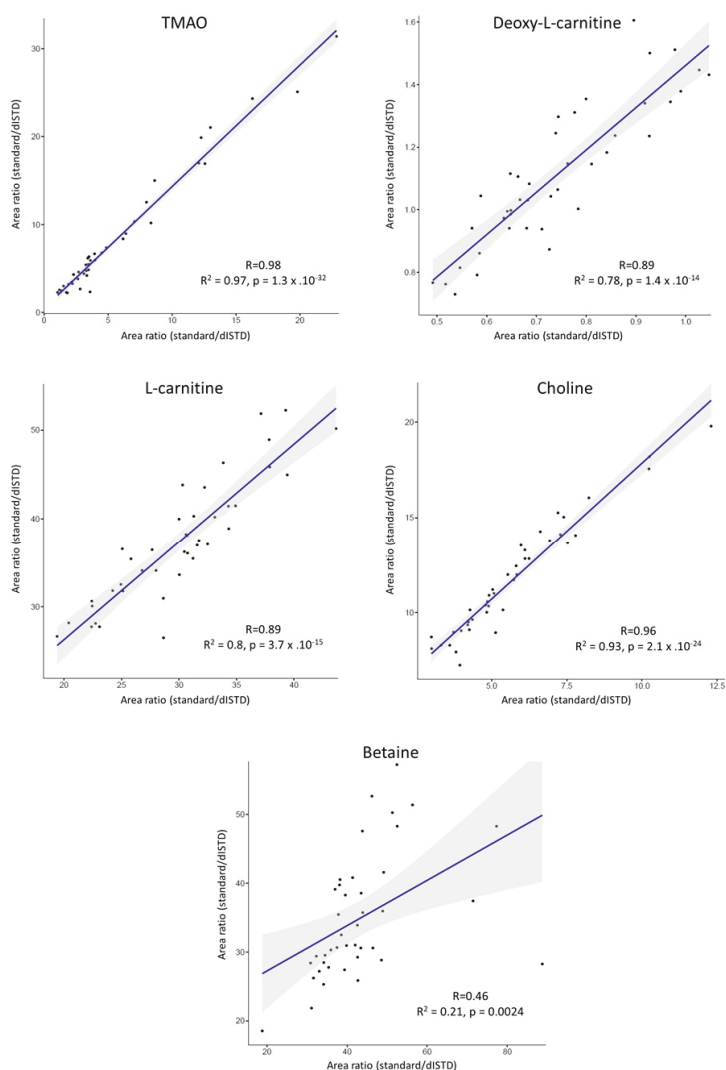 TMAO
Area ratio (standard/dISTD)
30
20
10
0
R=0.98
R² = 0.97, p = 1.3 x .10⁻³²
0 5 10 15 20
Area ratio (standard/dISTD)
Deoxy-L-carnitine
Area ratio (standard/dISTD)
1.6
1.4
1.2
1.0
0.8
R=0.89
R² = 0.78, p = 1.4 x .10⁻¹⁴
0.5 0.6 0.7 0.8 0.9 1.0
Area ratio (standard/dISTD)
L-carnitine
Area ratio (standard/dISTD)
50
40
30
R=0.89
R² = 0.8, p = 3.7 x .10⁻¹⁵
20 25 30 35 40
Area ratio (standard/dISTD)
Choline
Area ratio (standard/dISTD)
20
15
10
R=0.96
R² = 0.93, p = 2.1 x .10⁻²⁴
5.0 7.5 10.0 12.5
Area ratio (standard/dISTD)
Betaine
Area ratio (standard/dISTD)
50
40
30
20
R=0.46
R² = 0.21, p = 0.0024
20 40 60 80
Area ratio (standard/dISTD)